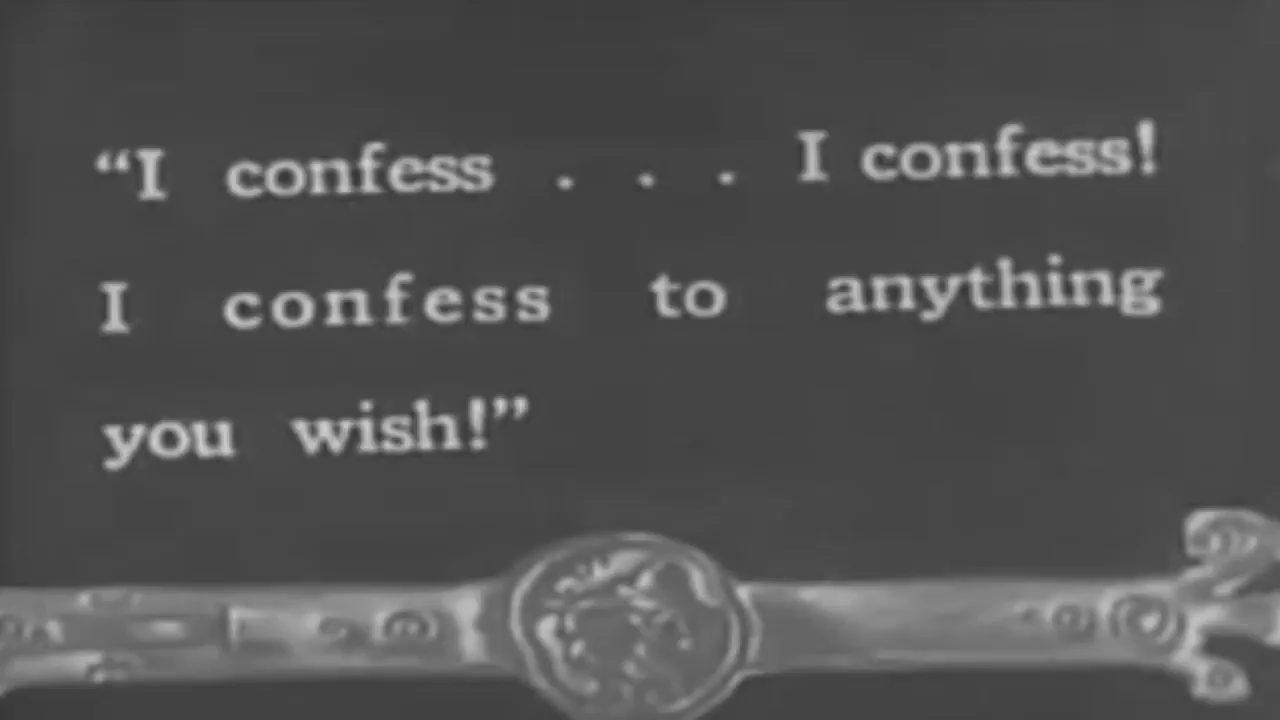 “I confess . . . I confess!
I confess to anything
you wish!”